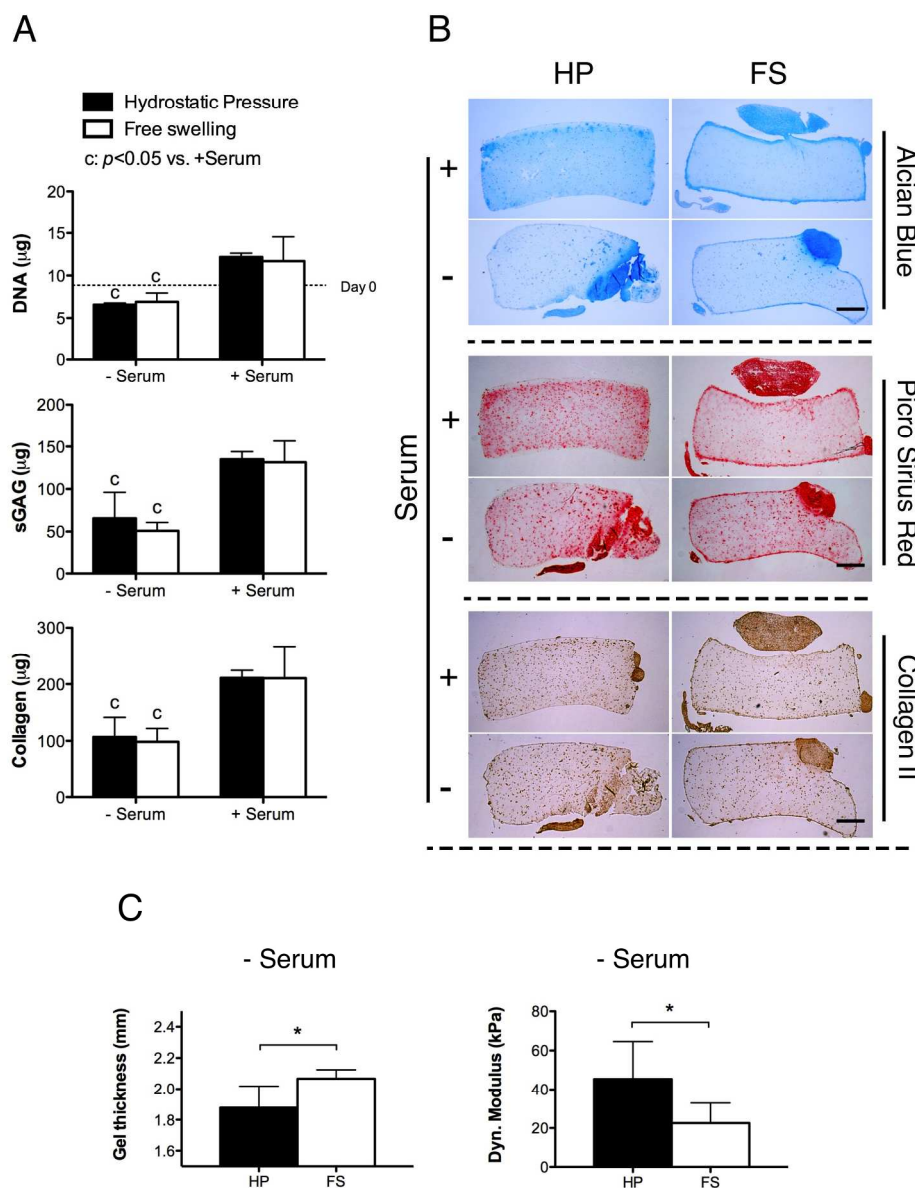 A
Hydrostatic Pressure
Free swelling
c: p<0.05 vs. +Serum
DNA (µg)
20
15
10
5
0
c
c
Day 0
- Serum
+ Serum
sGAG (µg)
150
100
50
0
200
c
c
- Serum
+ Serum
Collagen (µg)
300
200
100
0
c
c
- Serum
+ Serum
B
HP
FS
Serum
+
-
Alcian Blue
+
-
Picro Sirius Red
+
-
Collagen II
C
- Serum
Gel thickness (mm)
2.4
2.2
2.0
1.8
1.6
*
HP
FS
- Serum
Dyn. Modulus (kPa)
80
60
40
20
0
*
HP
FS